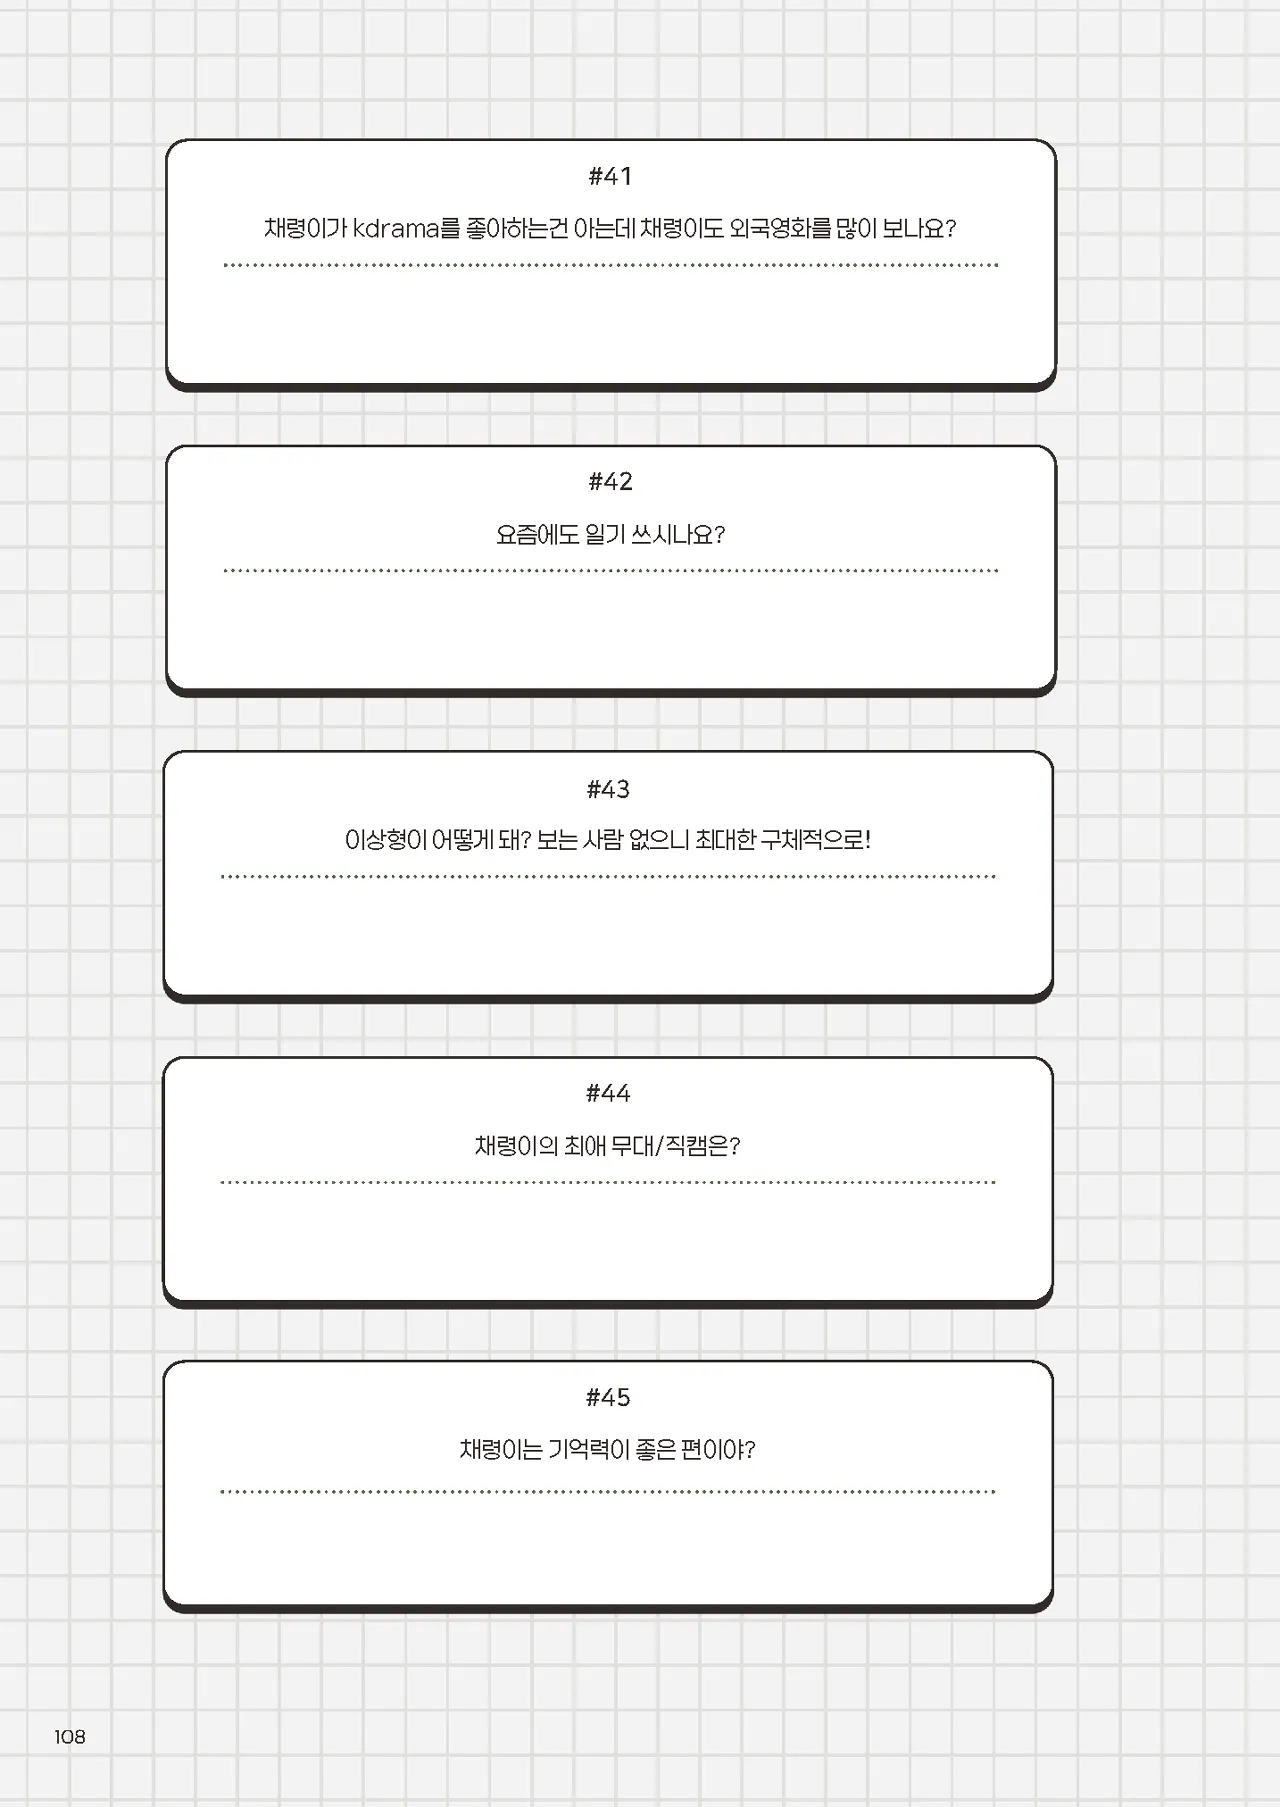 #41
채령이가 kdrama를 좋아하는건 아는데 채령이도 외국영화를 많이 보나요?
#42
요즘에도 일기 쓰시나요?
#43
이상형이 어떻게 돼? 보는 사람 없으니 최대한 구체적으로!
#44
채령이의 최애 무대/직캠은?
#45
채령이는 기억력이 좋은 편이야?
108